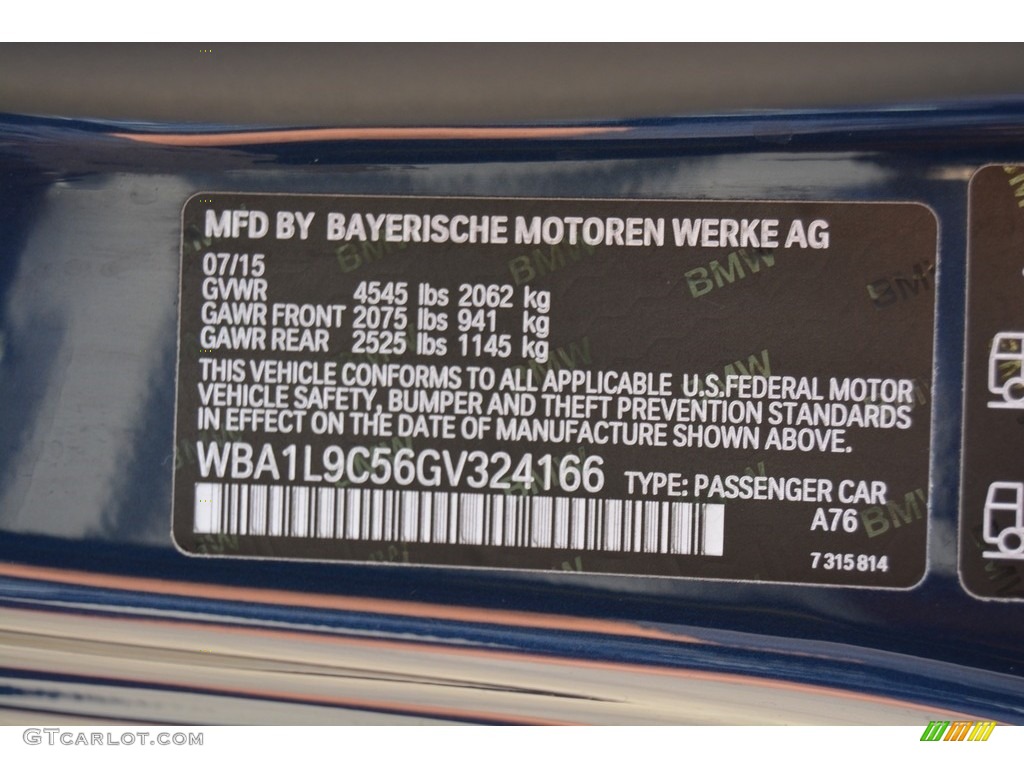 MFD BY BAYERISCHE MOTOREN WERKE AG
07/15
GVWR 4545 lbs 2062 kg
GAWR FRONT 2075 lbs 941 kg
GAWR REAR 2525 lbs 1145 kg
THIS VEHICLE CONFORMS TO ALL APPLICABLE U.S.FEDERAL MOTOR
VEHICLE SAFETY, BUMPER AND THEFT PREVENTION STANDARDS
IN EFFECT ON THE DATE OF MANUFACTURE SHOWN ABOVE.
WBA1L9C56GV324166 TYPE: PASSENGER CAR
A76
7 315 814
GTCARLOT.COM